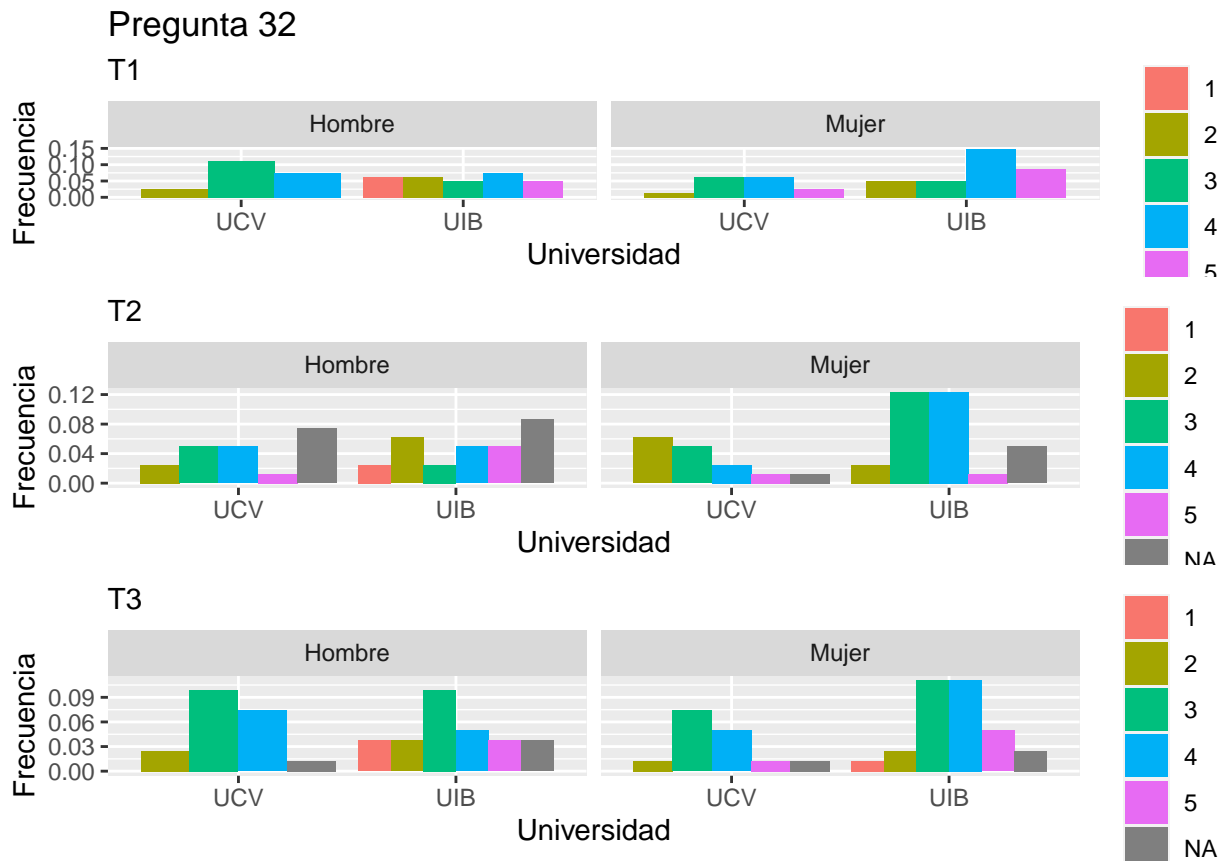 Pregunta 32
T1
Hombre
Mujer
Frecuencia
0.15
0.10
0.05
0.00
UCV
UIB
UCV
UIB
Universidad
1
2
3
4
5
T2
Hombre
Mujer
Frecuencia
0.12
0.08
0.04
0.00
UCV
UIB
UCV
UIB
Universidad
1
2
3
4
5
NA
T3
Hombre
Mujer
Frecuencia
0.09
0.06
0.03
0.00
UCV
UIB
UCV
UIB
Universidad
1
2
3
4
5
NA